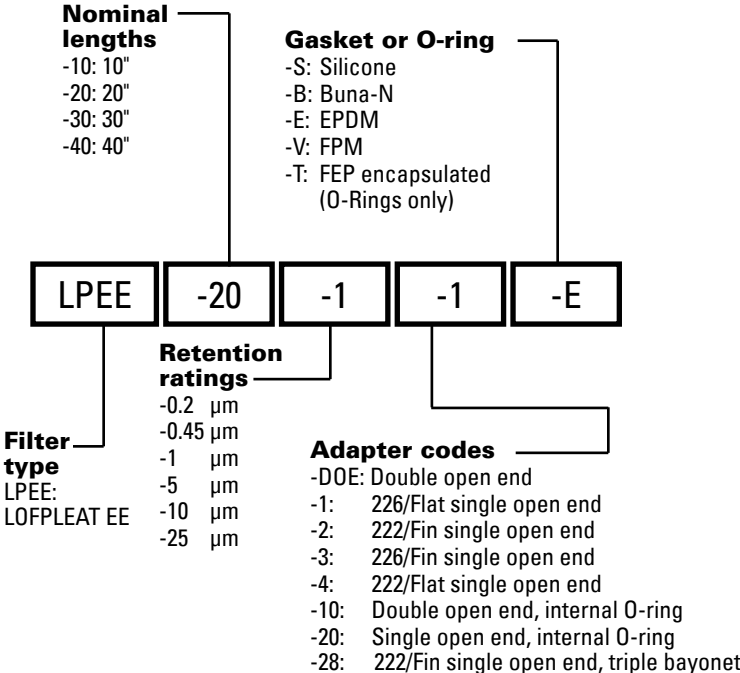 Nominal
lengths
-10: 10"
-20: 20"
-30: 30"
-40: 40"
Gasket or O-ring
-S: Silicone
-B: Buna-N
-E: EPDM
-V: FPM
-T: FEP encapsulated
(O-Rings only)
LPEE -20 -1 -1 -E
Retention
ratings
-0.2 µm
-0.45 µm
-1 µm
-5 µm
-10 µm
-25 µm
Filter
type
LPEE:
LOFPLEAT EE
Adapter codes
-DOE: Double open end
-1: 226/Flat single open end
-2: 222/Fin single open end
-3: 226/Fin single open end
-4: 222/Flat single open end
-10: Double open end, internal O-ring
-20: Single open end, internal O-ring
-28: 222/Fin single open end, triple bayonet